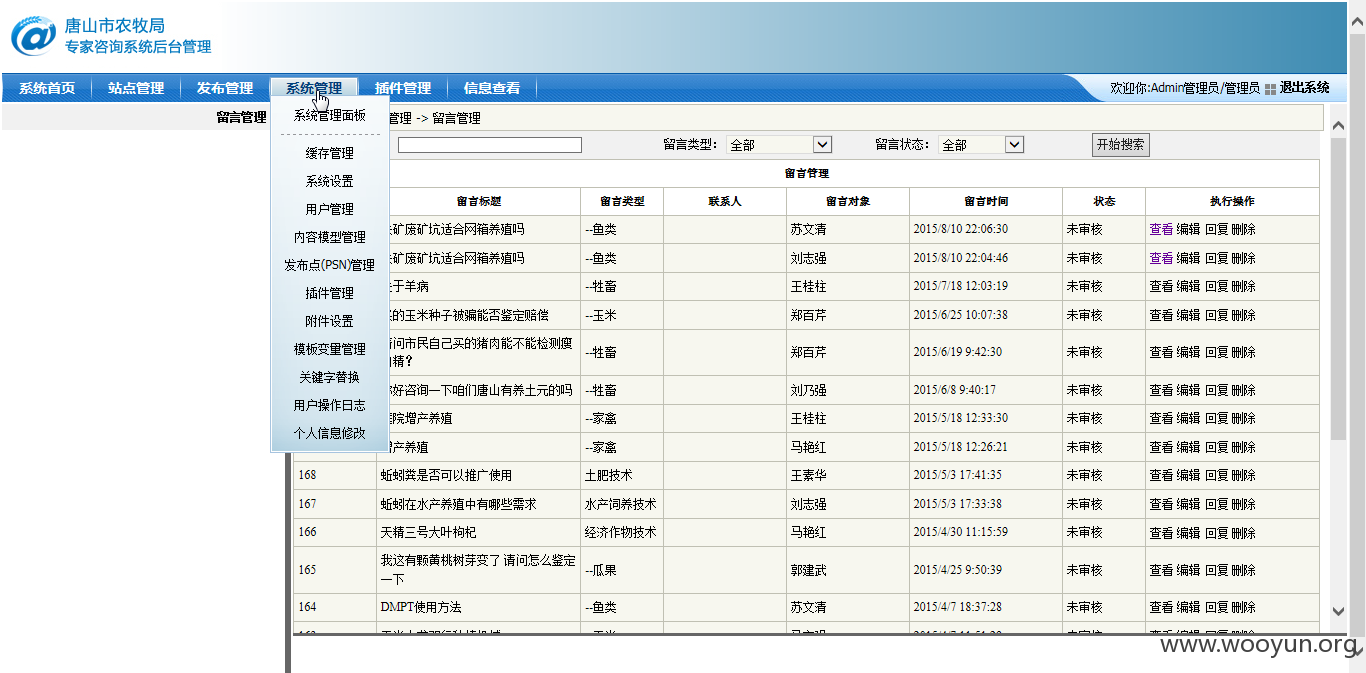 唐山市农牧局
专家咨询系统后台管理
系统首页 站点管理 发布管理 系统管理 插件管理 信息查看 欢迎你:Admin管理员/管理员 退出系统
留言管理 管理 -> 留言管理
系统管理面板
缓存管理
系统设置
用户管理
内容模型管理
发布点(PSN)管理
插件管理
附件设置
模板变量管理
关键字替换
用户操作日志
个人信息修改
留言类型: 全部 留言状态: 全部 开始搜索
留言管理
留言标题 留言类型 联系人 留言对象 留言时间 状态 执行操作
矿废矿坑适合网箱养殖吗 --鱼类 苏文清 2015/8/10 22:06:30 未审核 查看 编辑 回复 删除
矿废矿坑适合网箱养殖吗 --鱼类 刘志强 2015/8/10 22:04:46 未审核 查看 编辑 回复 删除
于羊病 --牲畜 王桂柱 2015/7/18 12:03:19 未审核 查看 编辑 回复 删除
的玉米种子被骗能否鉴定赔偿 --玉米 郑百芹 2015/6/25 10:07:38 未审核 查看 编辑 回复 删除
问市民自己买的猪肉能不能检测瘦
精? --牲畜 郑百芹 2015/6/19 9:42:30 未审核 查看 编辑 回复 删除
好咨询一下咱们唐山有养土元的吗 --牲畜 刘乃强 2015/6/8 9:40:17 未审核 查看 编辑 回复 删除
院增产养殖 --家禽 王桂柱 2015/5/18 12:33:30 未审核 查看 编辑 回复 删除
产养殖 --家禽 马艳红 2015/5/18 12:26:21 未审核 查看 编辑 回复 删除
168 蚯蚓粪是否可以推广使用 土肥技术 王素华 2015/5/3 17:41:35 未审核 查看 编辑 回复 删除
167 蚯蚓在水产养殖中有哪些需求 水产饲养技术 刘志强 2015/5/3 17:33:38 未审核 查看 编辑 回复 删除
166 天精三号大叶枸杞 经济作物技术 马艳红 2015/4/30 11:15:59 未审核 查看 编辑 回复 删除
165 我这有颗黄桃树芽变了 请问怎么鉴定
一下 --瓜果 郭建武 2015/4/25 9:50:39 未审核 查看 编辑 回复 删除
164 DMPT使用方法 --鱼类 苏文清 2015/4/7 18:37:28 未审核 查看 编辑 回复 删除
www.wooyun.org